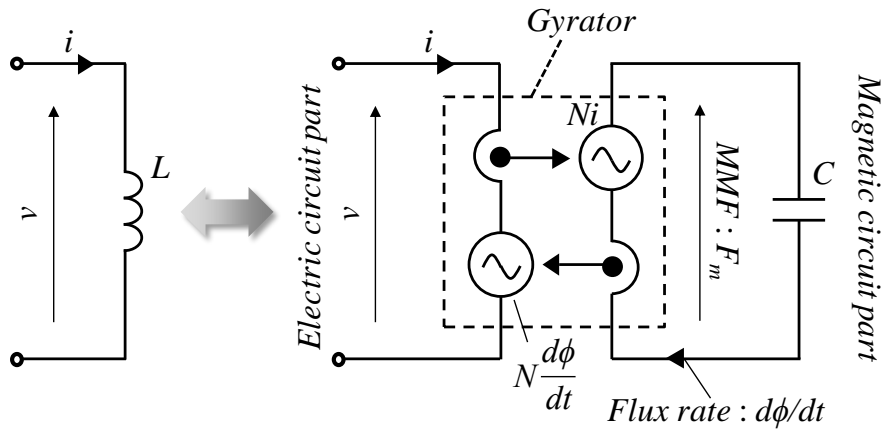 i
v
L
Electric circuit part
i
v
Gyrator
Ni
N dϕ/dt
MMF : F_m
C
Magnetic circuit part
Flux rate : dϕ/dt